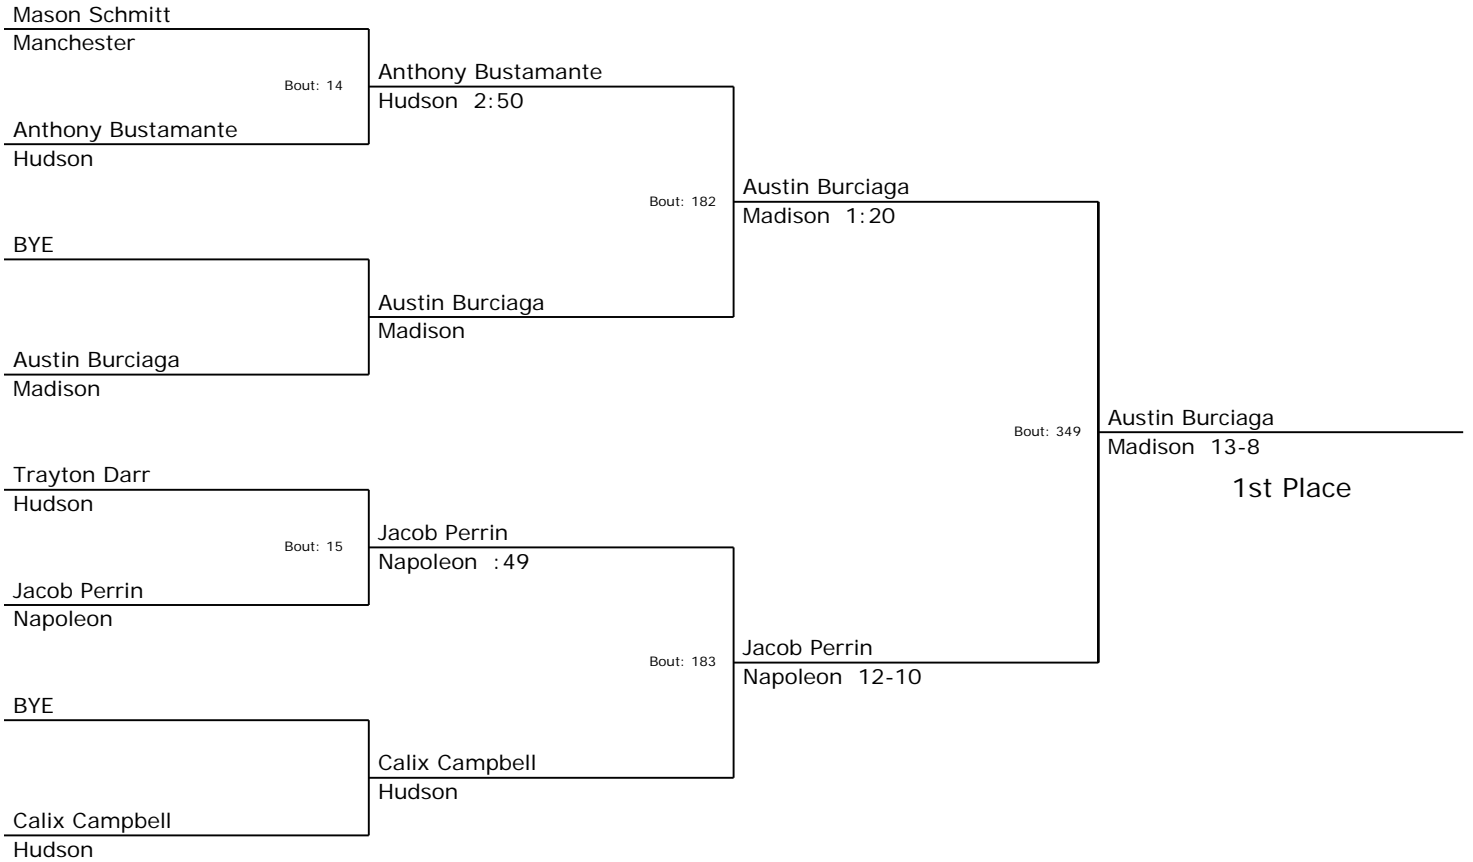 Mason Schmitt
Manchester
Bout: 14
Anthony Bustamante
Hudson
Anthony Bustamante
Hudson 2:50
BYE
Austin Burciaga
Madison
Austin Burciaga
Madison
Bout: 182
Austin Burciaga
Madison 1:20
Trayton Darr
Hudson
Bout: 15
Jacob Perrin
Napoleon
Jacob Perrin
Napoleon :49
BYE
Calix Campbell
Hudson
Calix Campbell
Hudson
Bout: 183
Jacob Perrin
Napoleon 12-10
Bout: 349
Austin Burciaga
Madison 13-8
1st Place